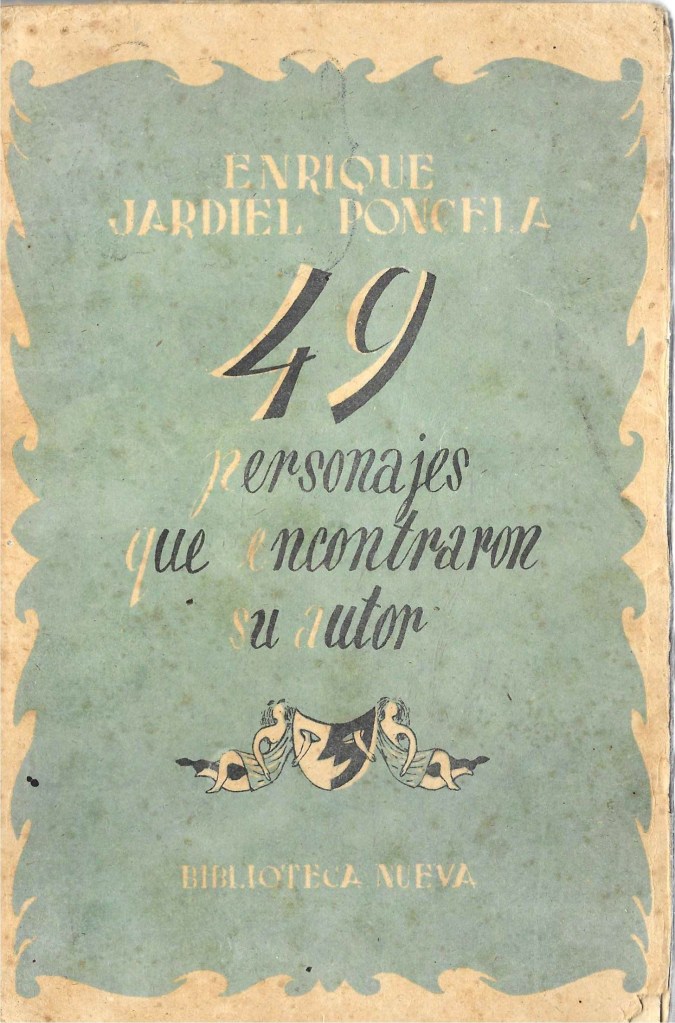 ENRIQUE
JARDIEL PONCELA
49
personajes
que encontraron
su autor
BIBLIOTECA NUEVA